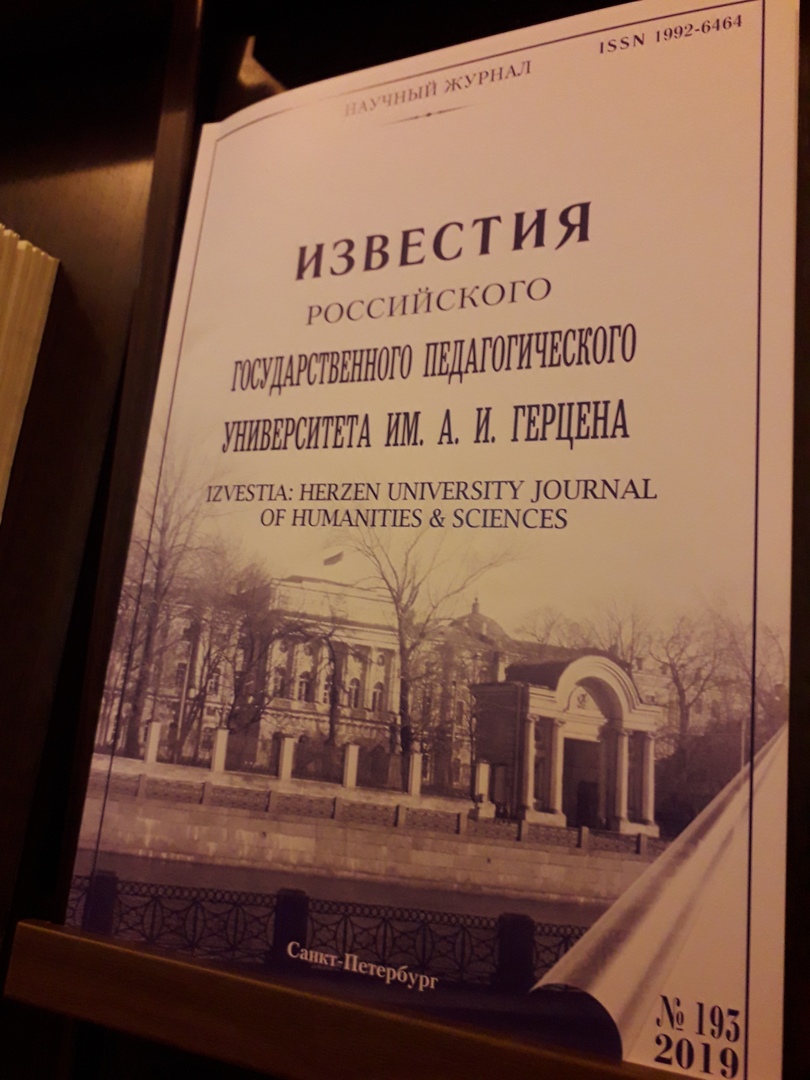 ISSN 1992-6464
НАУЧНЫЙ ЖУРНАЛ
ИЗВЕСТИЯ
РОССИЙСКОГО
ГОСУДАРСТВЕННОГО ПЕДАГОГИЧЕСКОГО
УНИВЕРСИТЕТА ИМ. А. И. ГЕРЦЕНА
IZVESTIA: HERZEN UNIVERSITY JOURNAL
OF HUMANITIES & SCIENCES
Санкт-Петербург
№ 193
2019